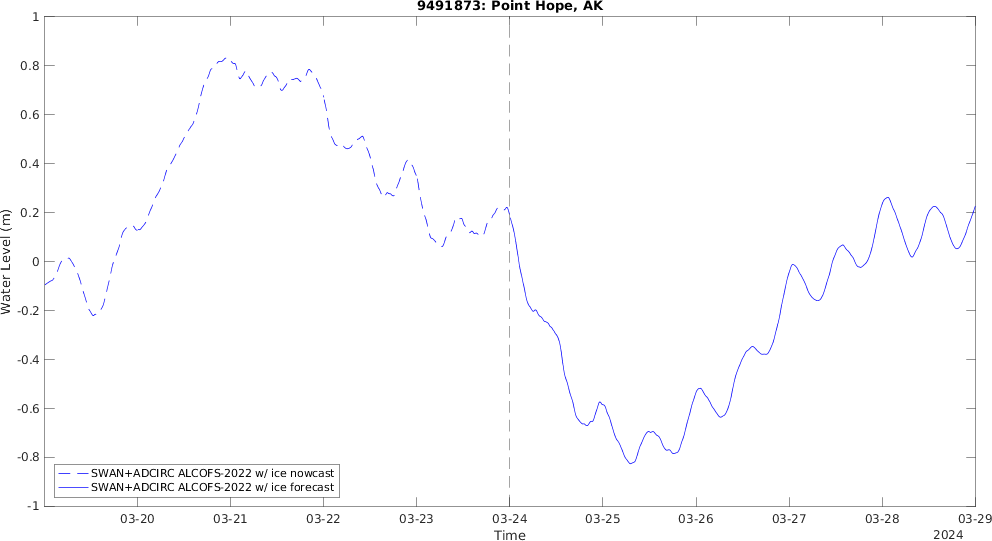 9491873: Point Hope, AK
1
0.8
0.6
0.4
0.2
0
-0.2
-0.4
-0.6
-0.8
-1
Water Level (m)
SWAN+ADCIRC ALCOFS-2022 w/ ice nowcast
SWAN+ADCIRC ALCOFS-2022 w/ ice forecast
03-20 03-21 03-22 03-23 03-24 03-25 03-26 03-27 03-28 03-29
Time
2024